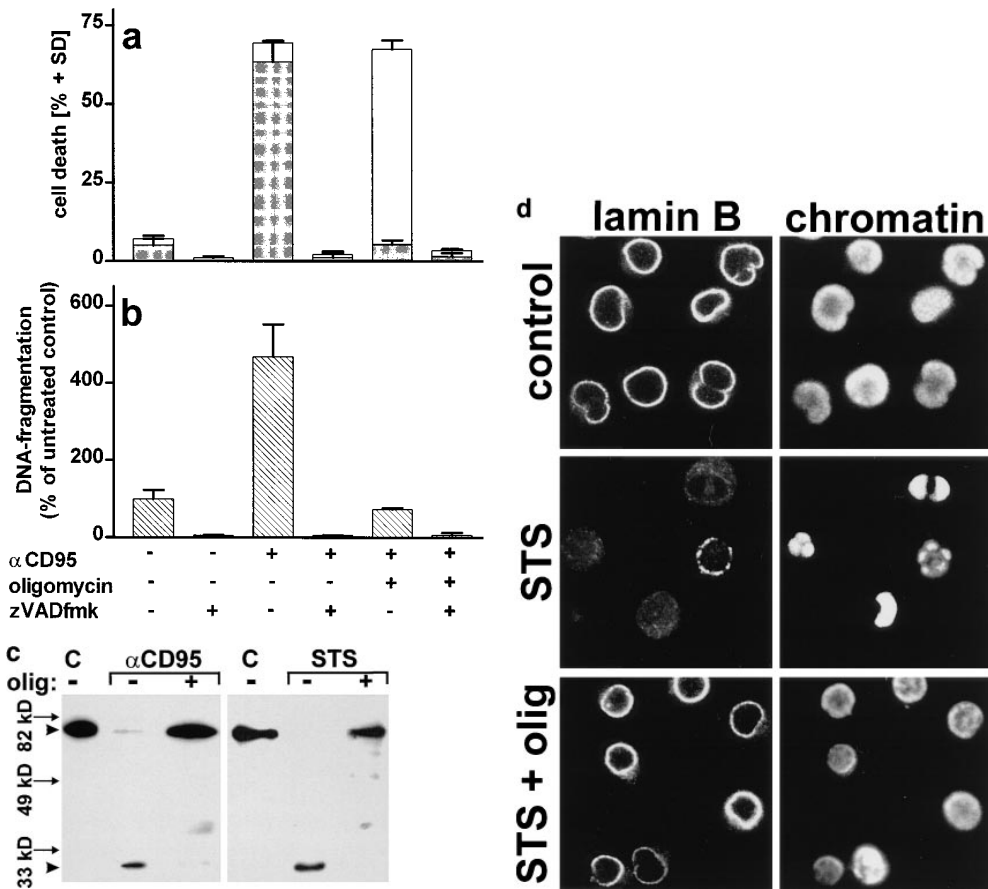 a
75
50
25
0
cell death [% + SD]
b
600
400
200
0
DNA-fragmentation
(% of untreated control)
α CD95 - - + + + +
oligomycin - - - - + +
zVADfmk - + - + - +
c
C αCD95 C STS
olig: - - + - - +
82 kD
49 kD
33 kD
d
lamin B chromatin
control
STS
STS + olig